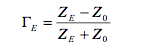 Γ_E = (Z_E − Z_0) / (Z_E + Z_0)